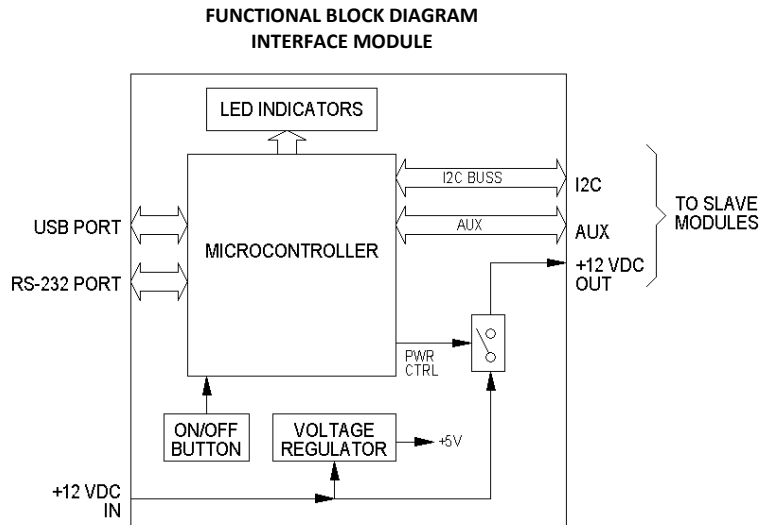 FUNCTIONAL BLOCK DIAGRAM
INTERFACE MODULE
LED INDICATORS
I2C BUSS
I2C
USB PORT
MICROCONTROLLER
AUX
AUX
TO SLAVE
MODULES
RS-232 PORT
+12 VDC
OUT
PWR
CTRL
ON/OFF
BUTTON
VOLTAGE
REGULATOR
+5V
+12 VDC
IN